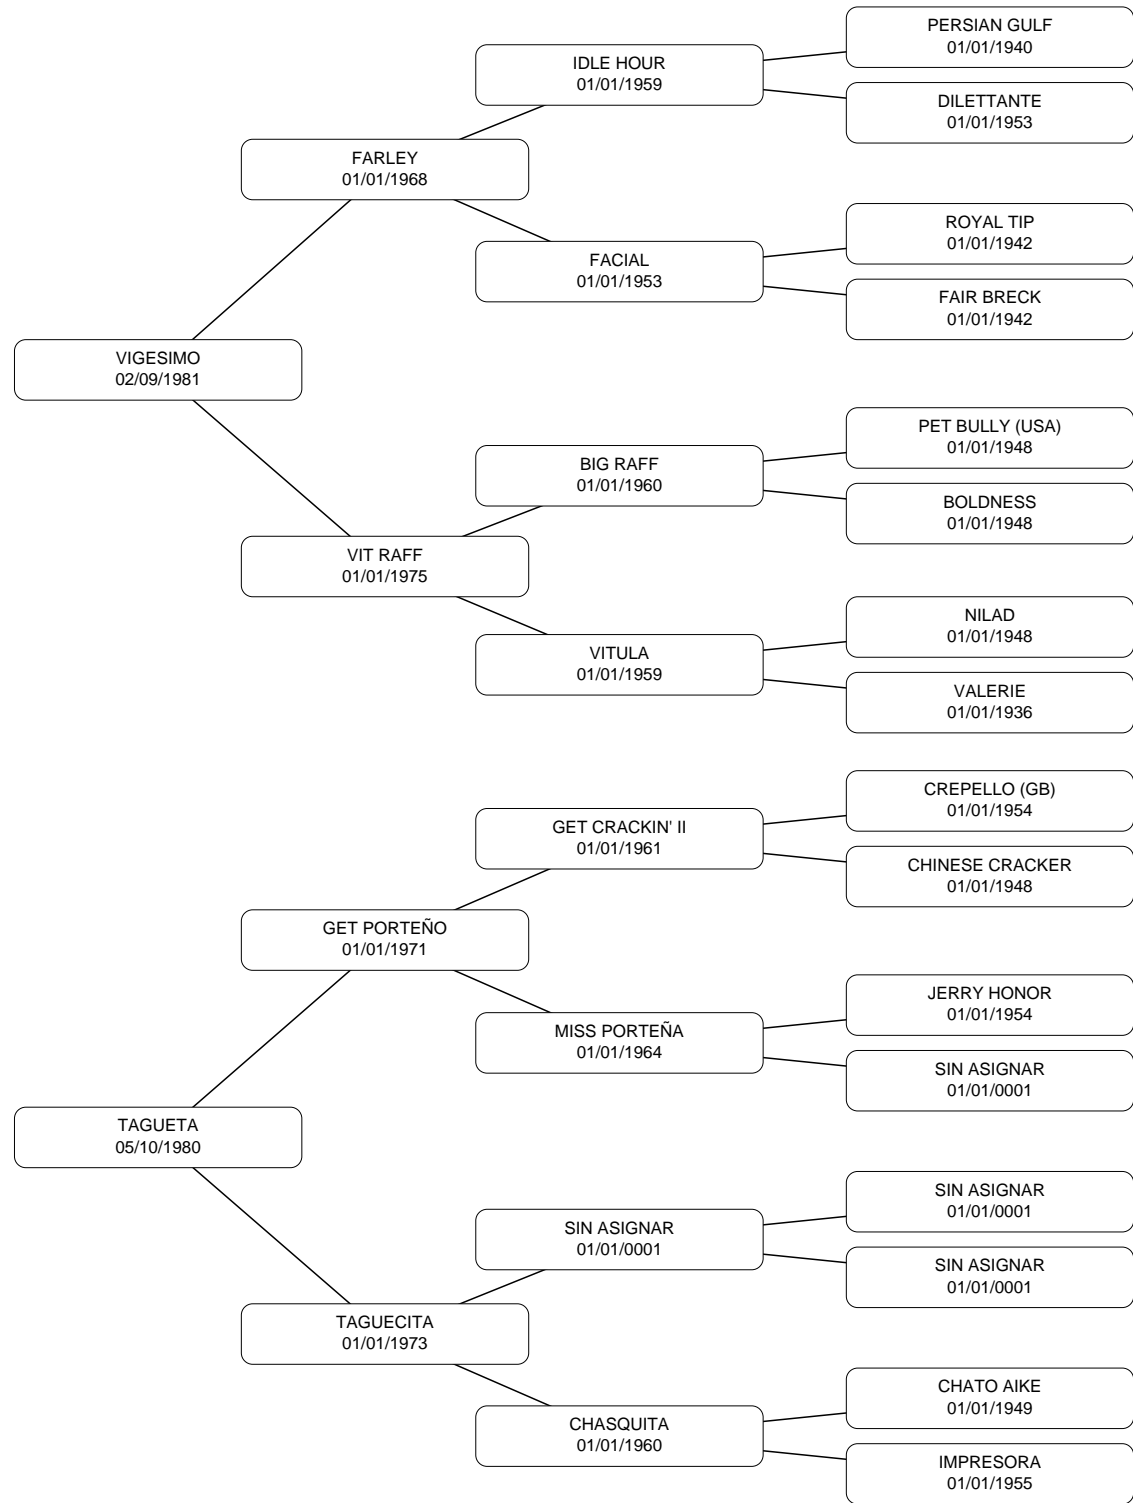 PERSIAN GULF
01/01/1940
IDLE HOUR
01/01/1959
DILETTANTE
01/01/1953
FARLEY
01/01/1968
ROYAL TIP
01/01/1942
FACIAL
01/01/1953
FAIR BRECK
01/01/1942
VIGESIMO
02/09/1981
PET BULLY (USA)
01/01/1948
BIG RAFF
01/01/1960
BOLDNESS
01/01/1948
VIT RAFF
01/01/1975
NILAD
01/01/1948
VITULA
01/01/1959
VALERIE
01/01/1936
CREPELLO (GB)
01/01/1954
GET CRACKIN' II
01/01/1961
CHINESE CRACKER
01/01/1948
GET PORTEÑO
01/01/1971
JERRY HONOR
01/01/1954
MISS PORTEÑA
01/01/1964
SIN ASIGNAR
01/01/0001
TAGUETA
05/10/1980
SIN ASIGNAR
01/01/0001
SIN ASIGNAR
01/01/0001
SIN ASIGNAR
01/01/0001
TAGUECITA
01/01/1973
CHATO AIKE
01/01/1949
CHASQUITA
01/01/1960
IMPRESORA
01/01/1955